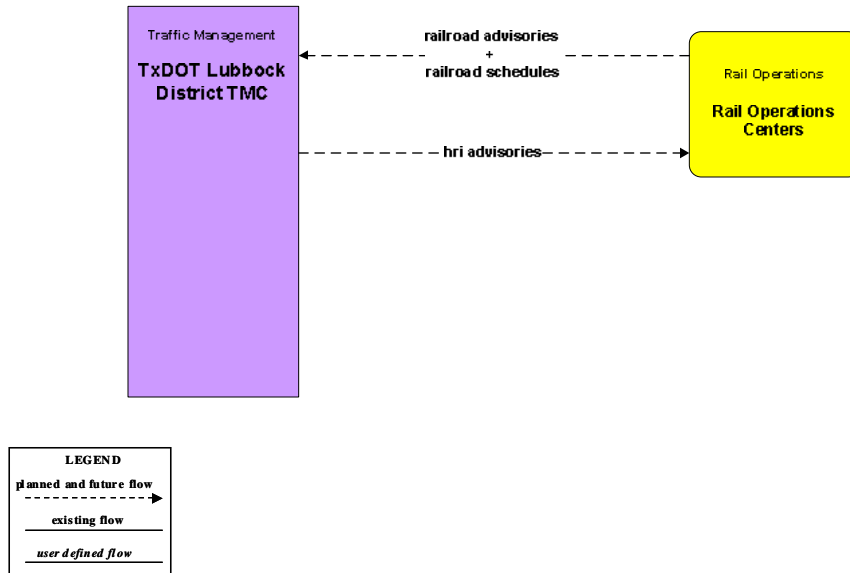 Traffic Management
TxDOT Lubbock
District TMC
railroad advisories
+
railroad schedules
hri advisories
Rail Operations
Rail Operations
Centers
LEGEND
planned and future flow
existing flow
user defined flow